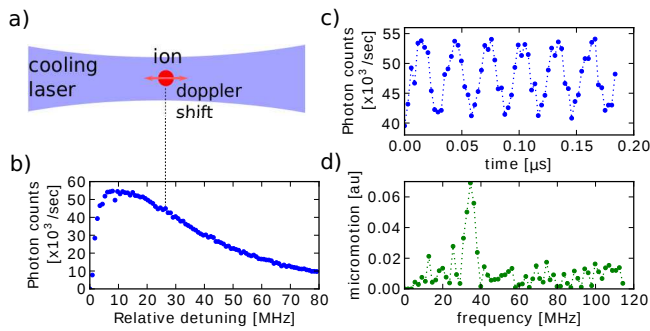 a)
ion
cooling
laser
doppler
shift
b)
Photon counts
[x10³ /sec]
60
50
40
30
20
10
0
0 10 20 30 40 50 60 70 80
Relative detuning [MHz]
c)
Photon counts
[x10³ /sec]
55
50
45
40
0.00 0.05 0.10 0.15 0.20
time [μs]
d)
micromotion [au]
0.06
0.04
0.02
0.00
0 20 40 60 80 100 120
frequency [MHz]